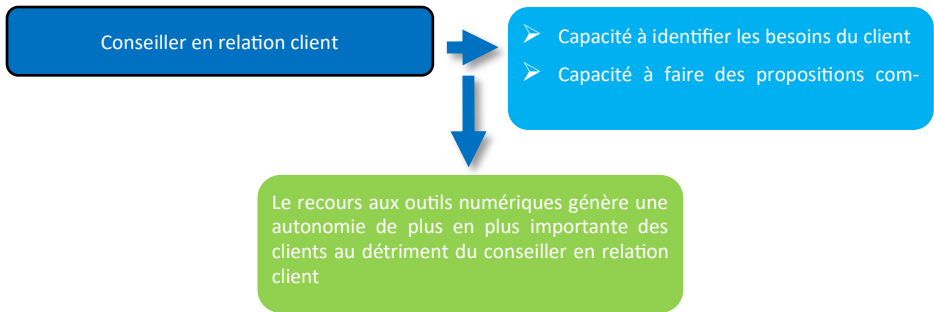 Conseiller en relation client
➢ Capacité à identifier les besoins du client
➢ Capacité à faire des propositions com-
Le recours aux outils numériques génère une
autonomie de plus en plus importante des
clients au détriment du conseiller en relation
client